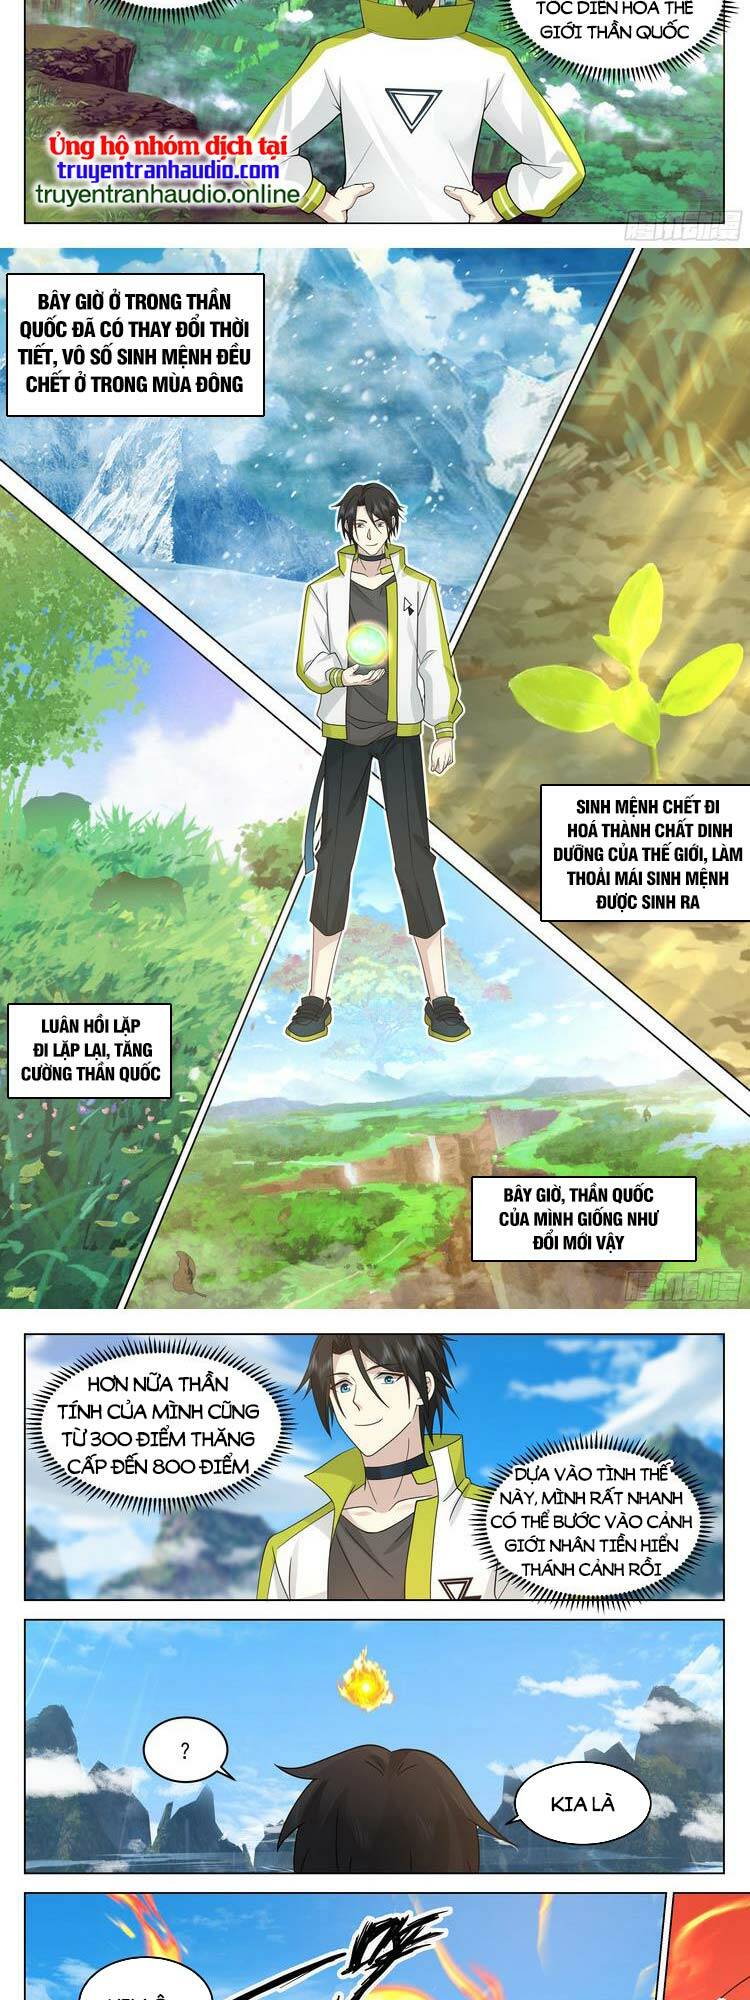 TỐC DIỄN HOÁ THẾ
GIỚI THẦN QUỐC
Ủng hộ nhóm dịch tại
truyentranhaudio.com
truyentranhaudio.online
BÂY GIỜ Ở TRONG THẦN
QUỐC ĐÃ CÓ THAY ĐỔI THỜI
TIẾT, VÔ SỐ SINH MỆNH ĐỀU
CHẾT Ở TRONG MÙA ĐÔNG
SINH MỆNH CHẾT ĐI
HOÁ THÀNH CHẤT DINH
DƯỠNG CỦA THẾ GIỚI, LÀM
THOẢI MÁI SINH MỆNH
ĐƯỢC SINH RA
LUÂN HỒI LẶP
ĐI LẶP LẠI, TĂNG
CƯỜNG THẦN QUỐC
BÂY GIỜ, THẦN QUỐC
CỦA MÌNH GIỐNG NHƯ
ĐỔI MỚI VẬY
HƠN NỮA THẦN
TÍNH CỦA MÌNH CŨNG
TỪ 300 ĐIỂM THĂNG
CẤP ĐẾN 800 ĐIỂM
DỰA VÀO TÌNH THẾ
NÀY, MÌNH RẤT NHANH
CÓ THỂ BƯỚC VÀO CẢNH
GIỚI NHÂN TIỀN HIỂN
THÁNH CẢNH RỒI
?
KIA LÀ